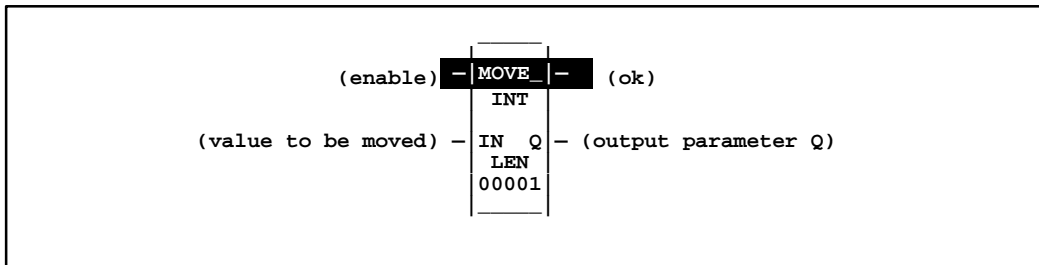 (enable) MOVE_ (ok)
INT
(value to be moved) IN Q (output parameter Q)
LEN
00001